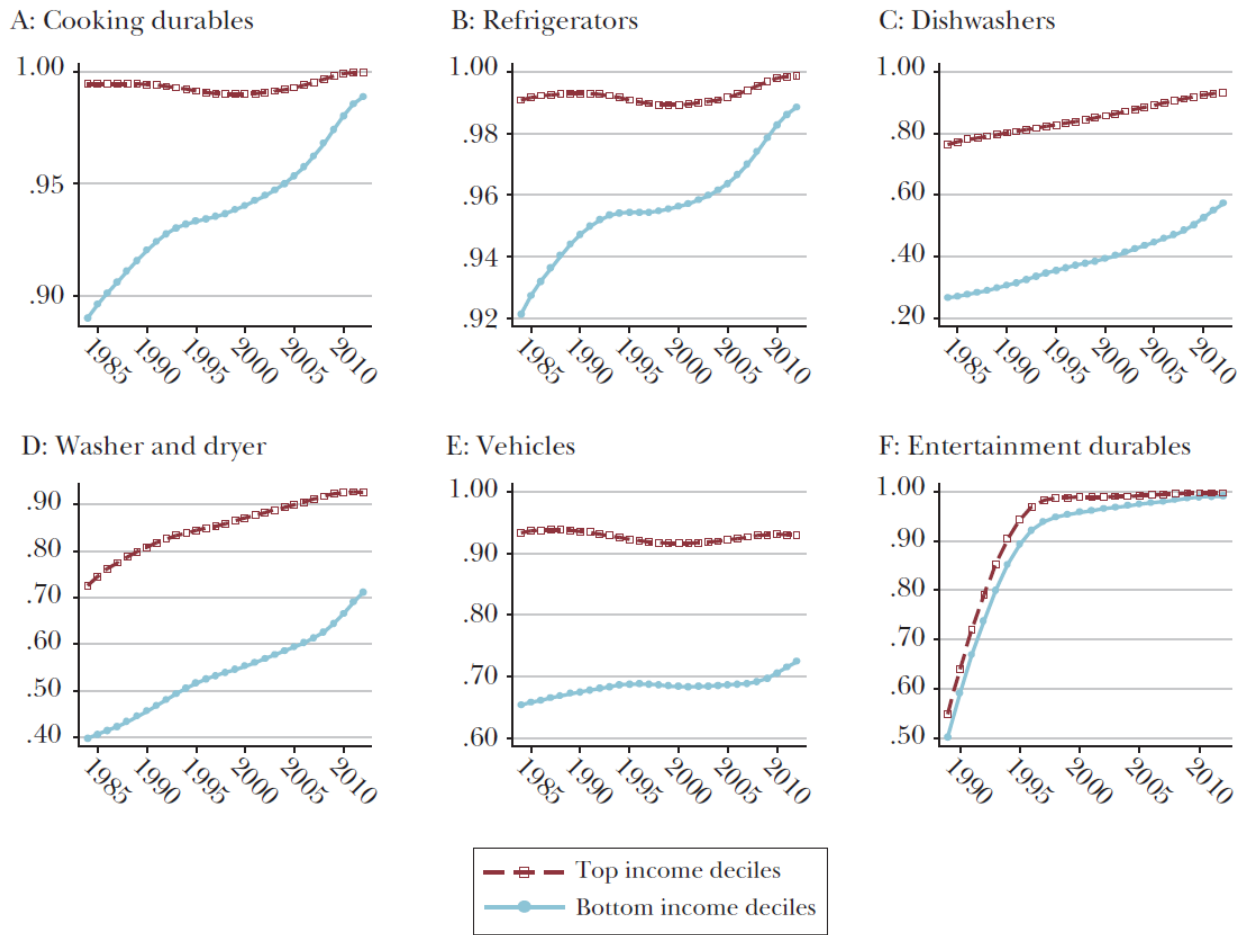 A: Cooking durables
1.00
.95
.90
1985 1990 1995 2000 2005 2010
B: Refrigerators
1.00
.98
.96
.94
.92
1985 1990 1995 2000 2005 2010
C: Dishwashers
1.00
.80
.60
.40
.20
1985 1990 1995 2000 2005 2010
D: Washer and dryer
.90
.80
.70
.60
.50
.40
1985 1990 1995 2000 2005 2010
E: Vehicles
1.00
.90
.80
.70
.60
1985 1990 1995 2000 2005 2010
F: Entertainment durables
1.00
.90
.80
.70
.60
.50
1990 1995 2000 2005 2010
Top income deciles
Bottom income deciles